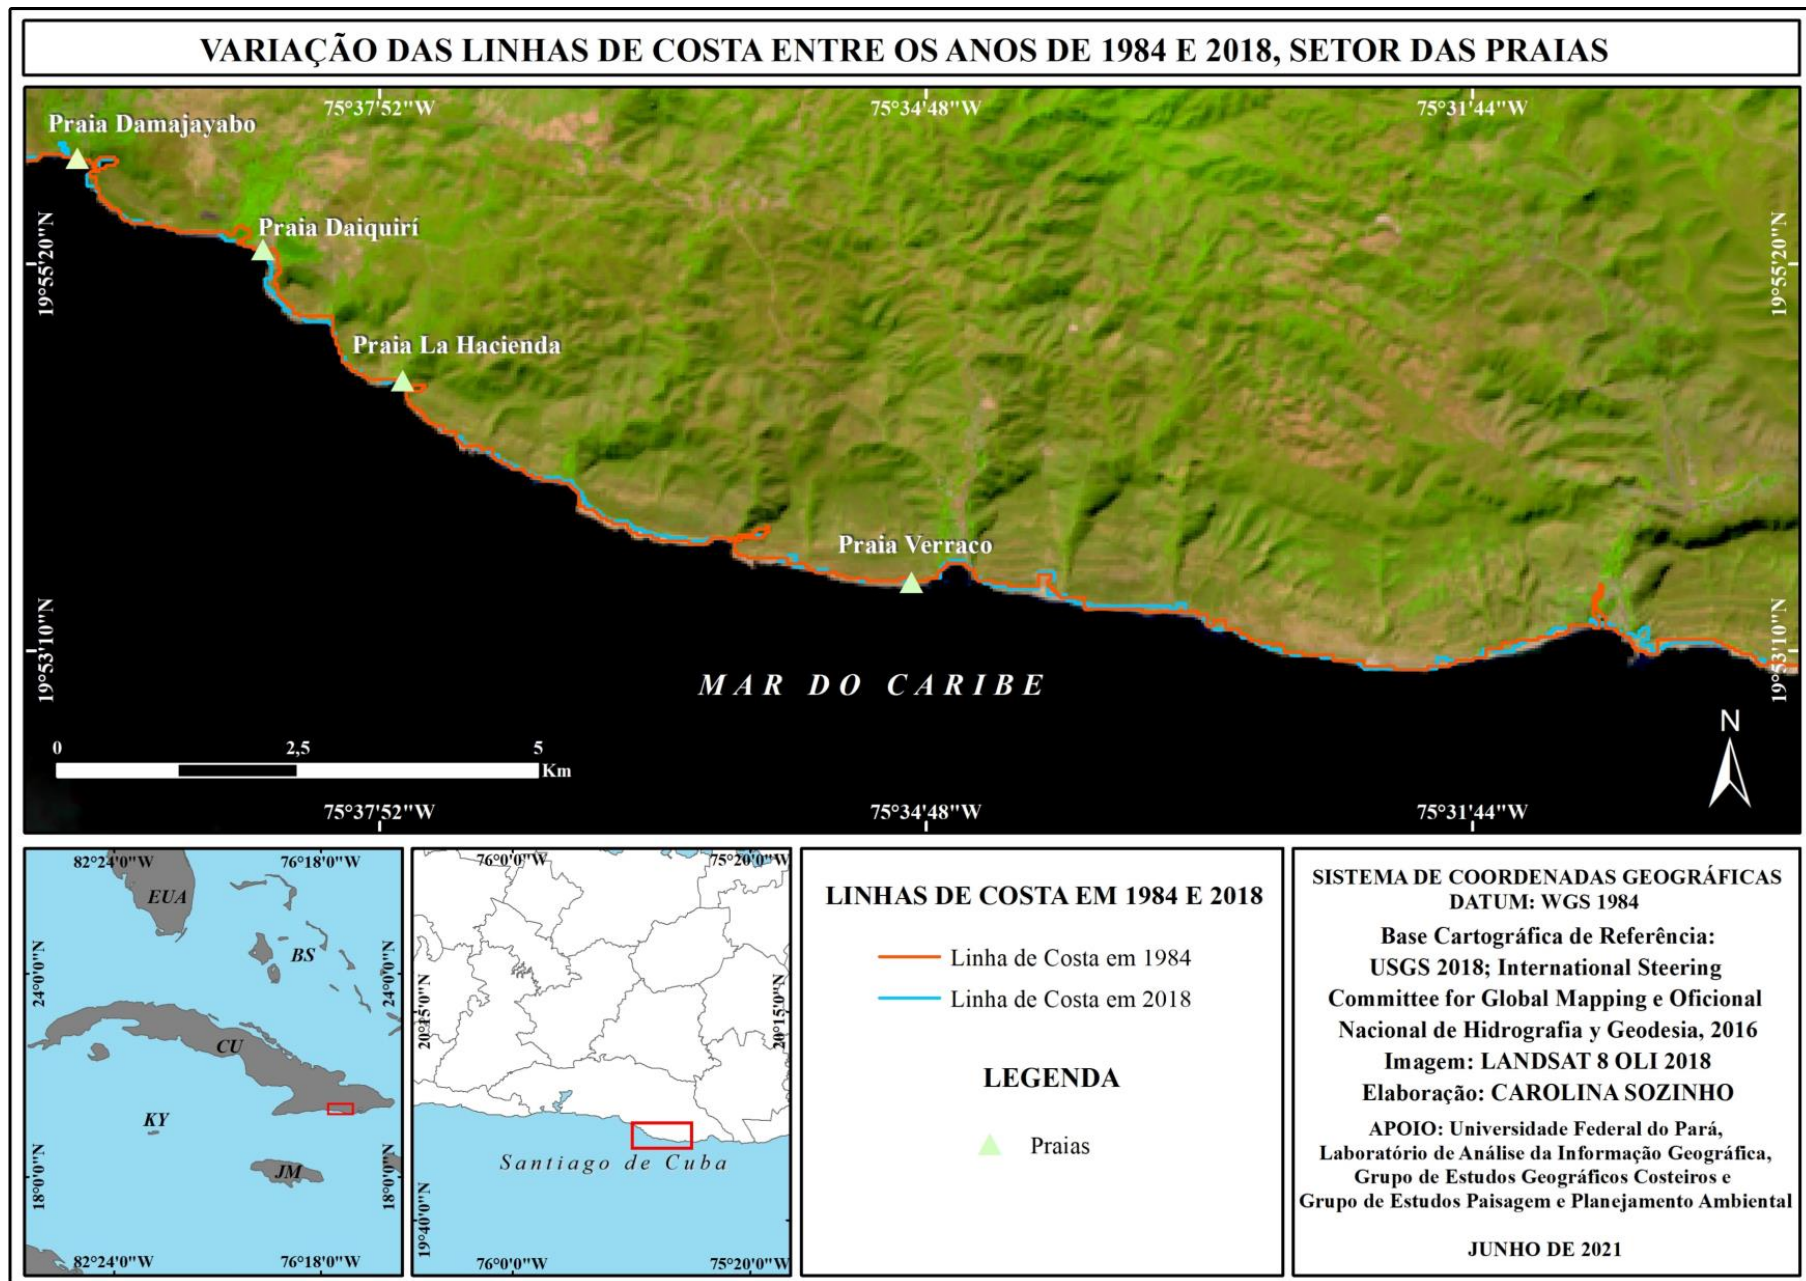 VARIAÇÃO DAS LINHAS DE COSTA ENTRE OS ANOS DE 1984 E 2018, SETOR DAS PRAIAS
75°37'52"W
75°34'48"W
75°31'44"W
Praia Damajayabo
Praia Daiquirí
19°55'20"N
19°55'20"N
Praia La Hacienda
Praia Verraco
19°53'10"N
19°53'10"N
MAR DO CARIBE
N
0
2,5
5
Km
75°37'52"W
75°34'48"W
75°31'44"W
82°24'0"W
76°18'0"W
EUA
BS
24°0'0"N
24°0'0"N
CU
KY
JM
18°0'0"N
18°0'0"N
82°24'0"W
76°18'0"W
76°0'0"W
75°20'0"W
20°15'0"N
20°15'0"N
Santiago de Cuba
19°40'0"N
19°40'0"N
76°0'0"W
75°20'0"W
LINHAS DE COSTA EM 1984 E 2018
Linha de Costa em 1984
Linha de Costa em 2018
LEGENDA
Praias
SISTEMA DE COORDENADAS GEOGRÁFICAS
DATUM: WGS 1984
Base Cartográfica de Referência:
USGS 2018; International Steering
Committee for Global Mapping e Oficional
Nacional de Hidrografia y Geodesia, 2016
Imagem: LANDSAT 8 OLI 2018
Elaboração: CAROLINA SOZINHO
APOIO: Universidade Federal do Pará,
Laboratório de Análise da Informação Geográfica,
Grupo de Estudos Geográficos Costeiros e
Grupo de Estudos Paisagem e Planejamento Ambiental
JUNHO DE 2021